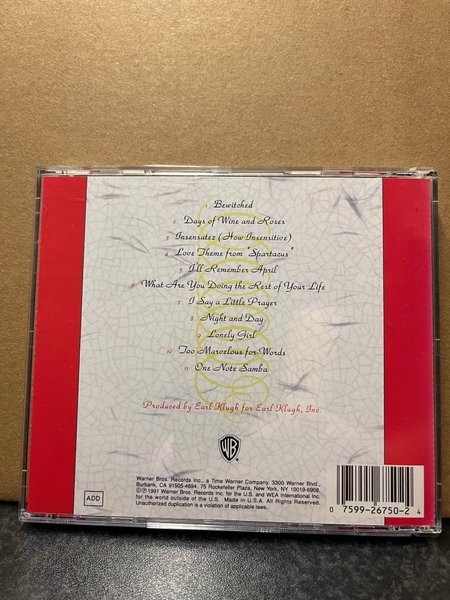 1 Bewitched
2 Days of Wine and Roses
3 Insensatez (How Insensitive)
4 Love Theme from "Spartacus"
5 I'll Remember April
6 What Are You Doing the Rest of Your Life
7 I Say a Little Prayer
8 Night and Day
9 Lonely Girl
10 Too Marvelous for Words
11 One Note Samba
Produced by Earl Klugh for Earl Klugh, Inc.
WB
Warner Bros. Records Inc., a Time Warner Company, 3300 Warner Blvd.,
Burbank, CA 91505-4694. 75 Rockefeller Plaza, New York, NY 10019-6908.
©℗1991 Warner Bros. Records Inc. for the U.S. and WEA International Inc.
for the world outside of the U.S. Made in U.S.A. All Rights Reserved.
Unauthorized duplication is a violation of applicable laws.
ADD
0 7599-26750-2 4